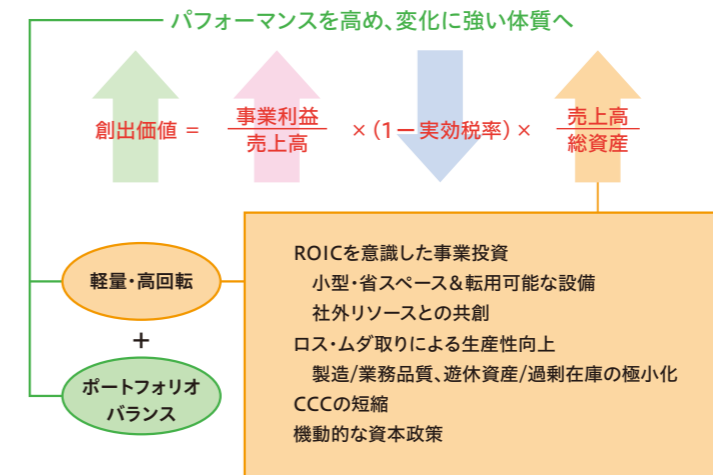 パフォーマンスを高め、変化に強い体質へ
創出価値 = 事業利益/売上高 ×(1－実効税率)× 売上高/総資産
軽量・高回転
+
ポートフォリオ
バランス
ROICを意識した事業投資
小型・省スペース&転用可能な設備
社外リソースとの共創
ロス・ムダ取りによる生産性向上
製造/業務品質、遊休資産/過剰在庫の極小化
CCCの短縮
機動的な資本政策